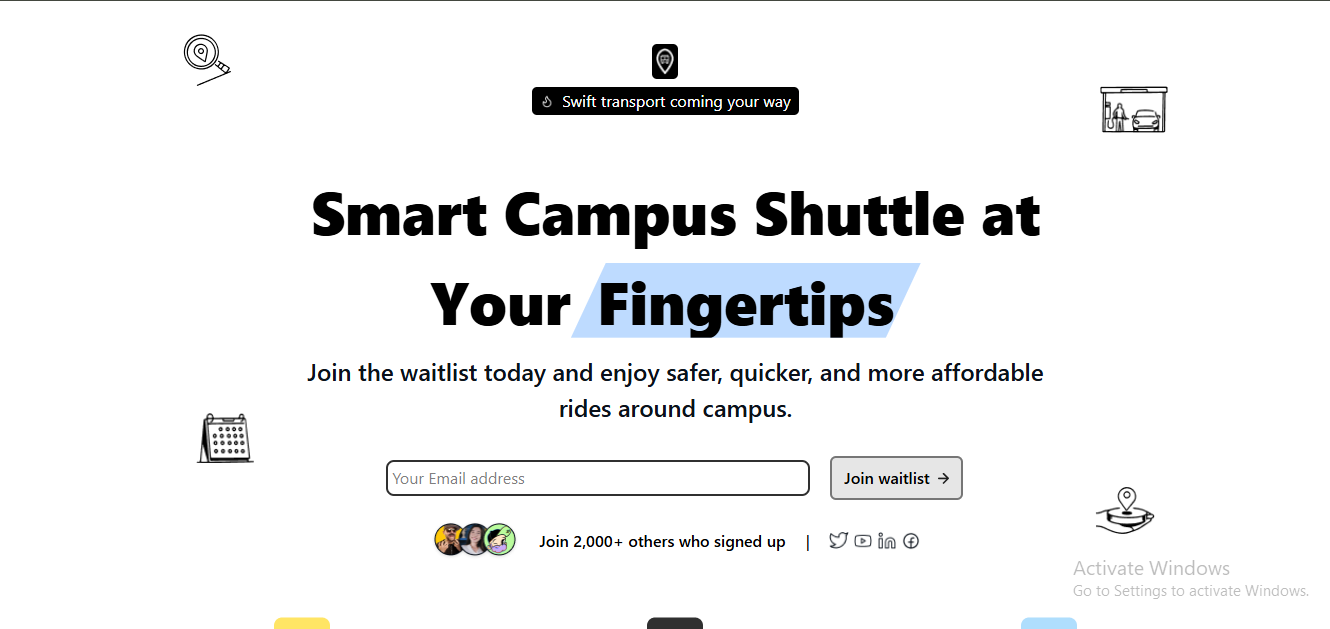 Swift transport coming your way
Smart Campus Shuttle at
Your Fingertips
Join the waitlist today and enjoy safer, quicker, and more affordable
rides around campus.
Your Email address
Join waitlist →
Join 2,000+ others who signed up |
Activate Windows
Go to Settings to activate Windows.